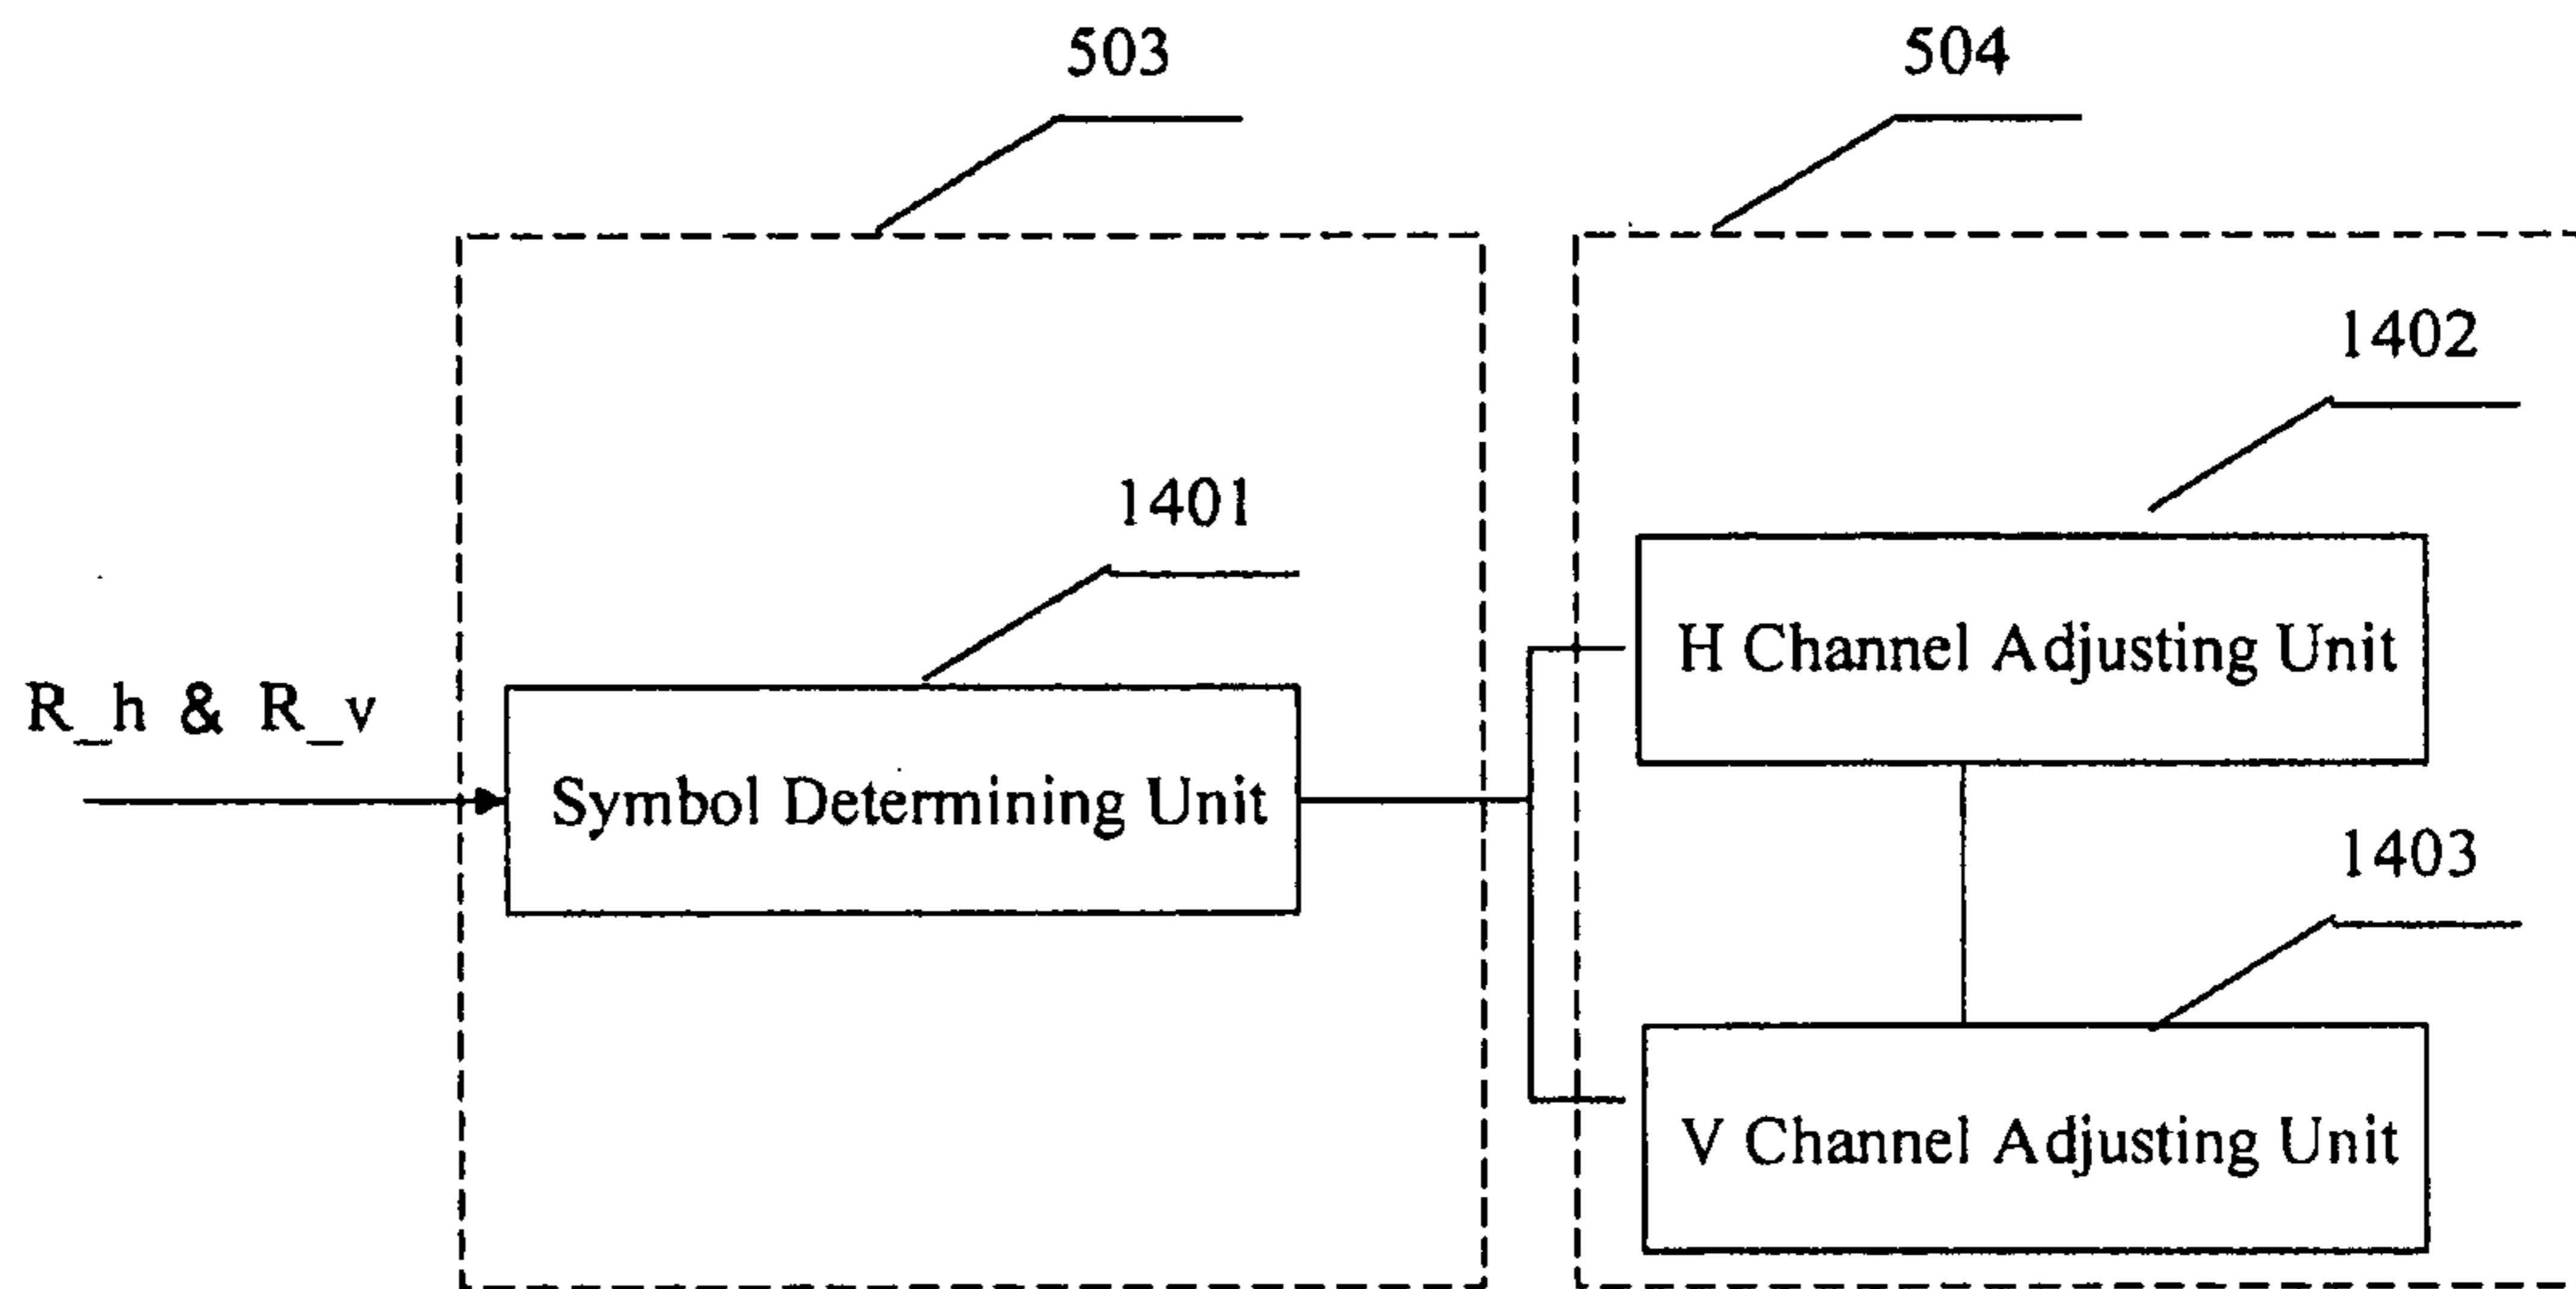 503
504
1402
1401
H Channel Adjusting Unit
R_h & R_v
Symbol Determining Unit
1403
V Channel Adjusting Unit